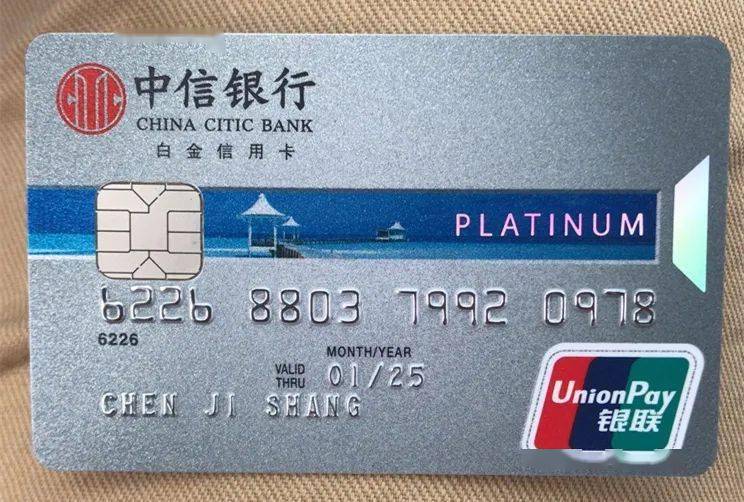 中信银行
CHINA CITIC BANK
白金信用卡
PLATINUM
6226 8803 7992 0978
6226
MONTH/YEAR
VALID THRU 01/25
CHEN JI SHANG
UnionPay
银联